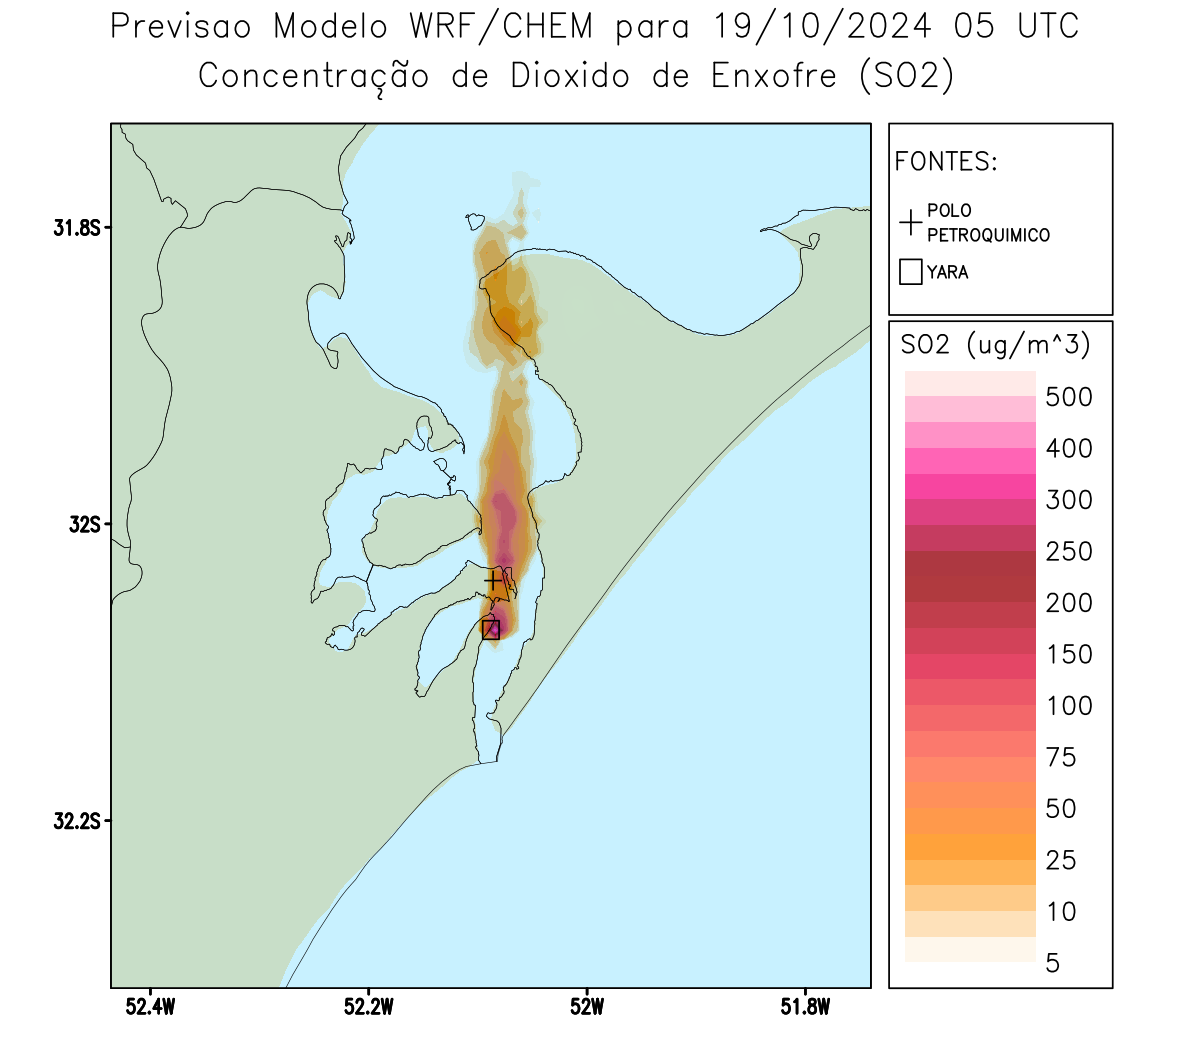 Previsao Modelo WRF/CHEM para 19/10/2024 05 UTC
Concentração de Dioxido de Enxofre (SO2)
FONTES:
POLO
PETROQUIMICO
YARA
SO2 (ug/m^3)
500
400
300
250
200
150
100
75
50
25
10
5
31.8S
32S
32.2S
52.4W
52.2W
52W
51.8W